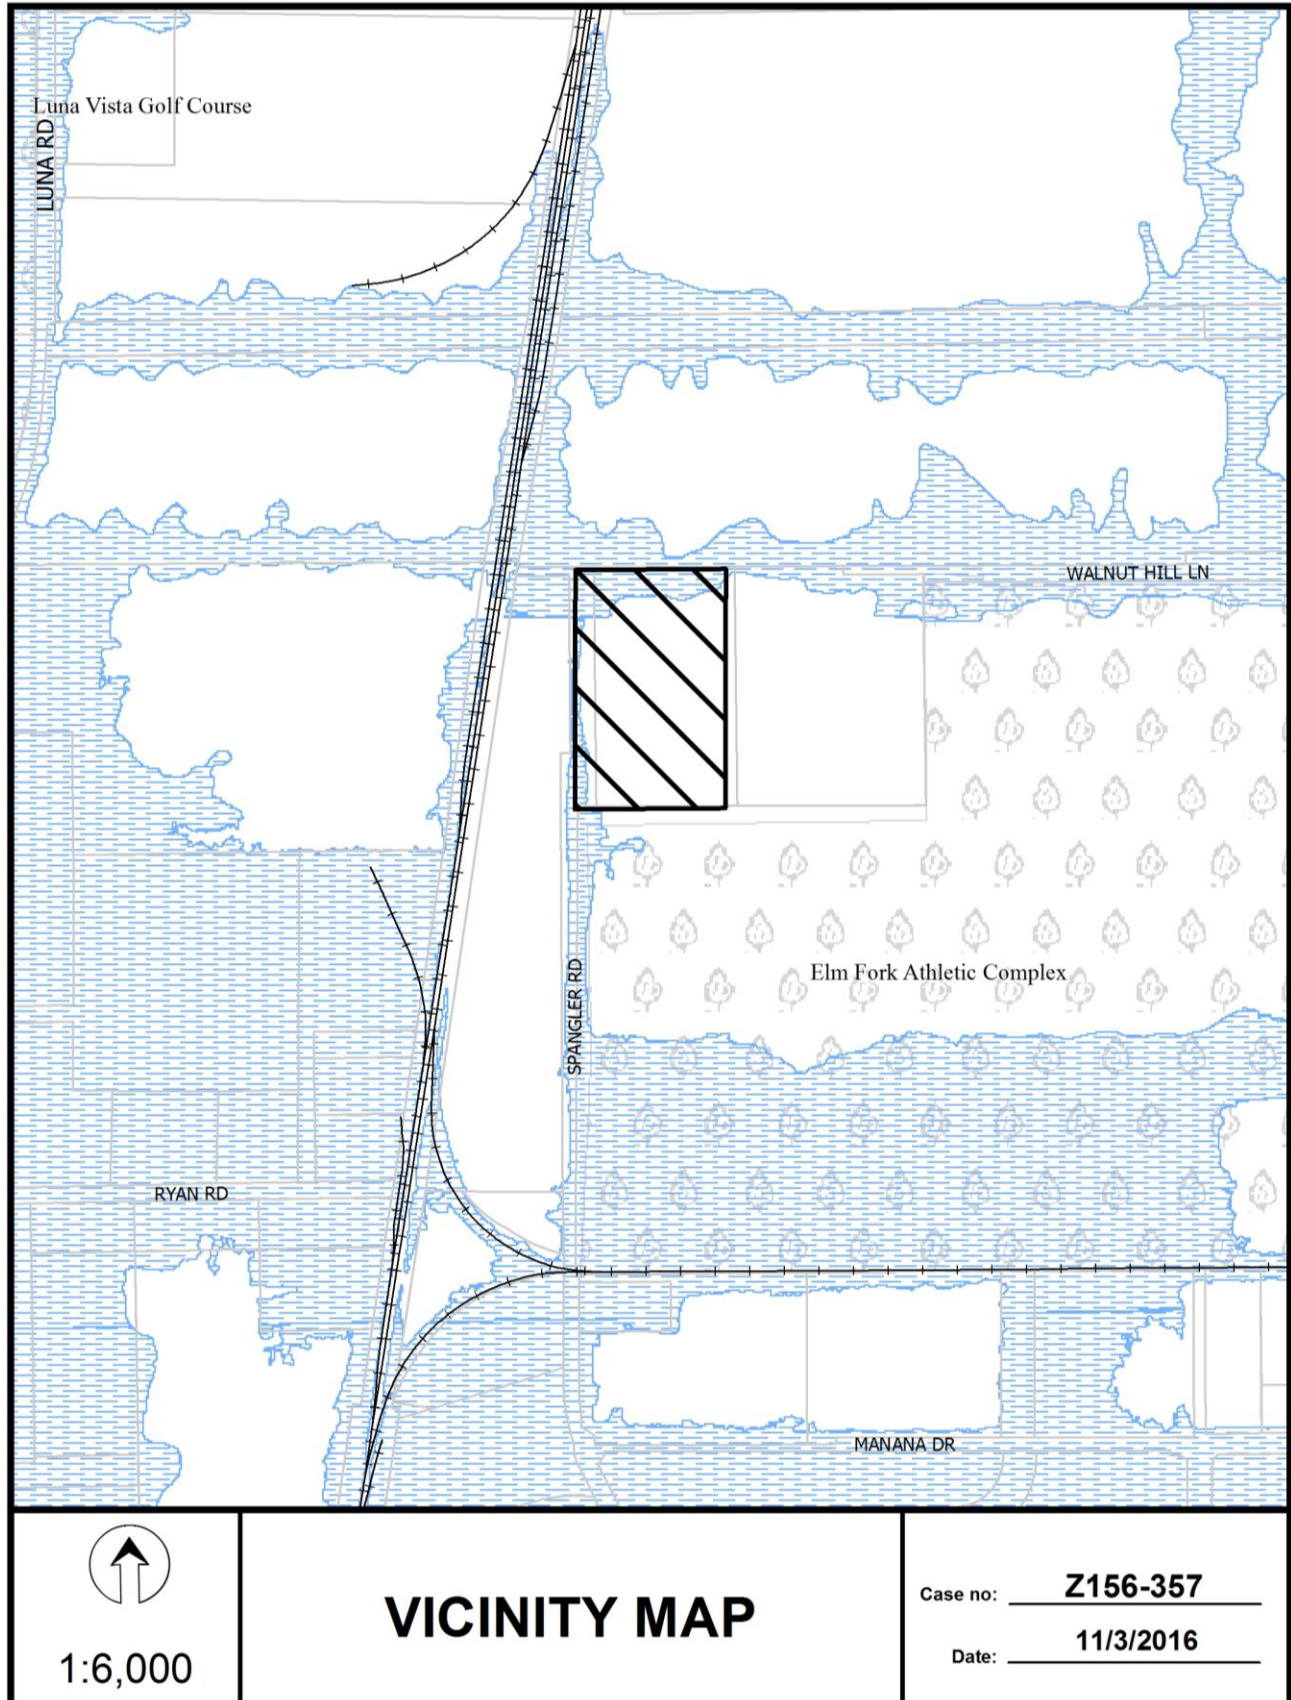 Luna Vista Golf Course
LUNA RD
WALNUT HILL LN
Elm Fork Athletic Complex
SPANGLER RD
RYAN RD
MANANA DR
1:6,000
VICINITY MAP
Case no: Z156-357
Date: 11/3/2016